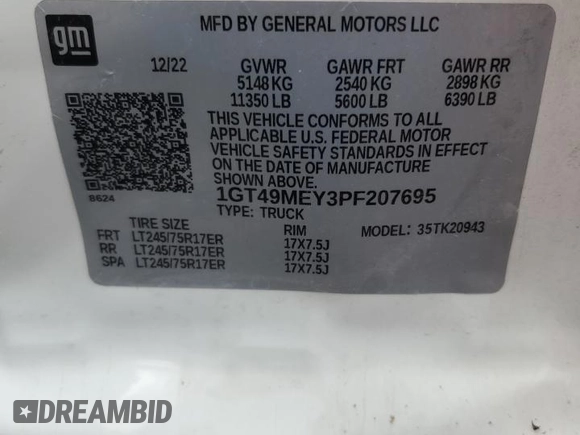 gm
MFD BY GENERAL MOTORS LLC
12/22 GVWR GAWR FRT GAWR RR
5148 KG 2540 KG 2898 KG
11350 LB 5600 LB 6390 LB
THIS VEHICLE CONFORMS TO ALL
APPLICABLE U.S. FEDERAL MOTOR
VEHICLE SAFETY STANDARDS IN EFFECT
ON THE DATE OF MANUFACTURE
SHOWN ABOVE.
8624
1GT49MEY3PF207695
TYPE: TRUCK
TIRE SIZE RIM MODEL: 35TK20943
FRT LT245/75R17ER 17X7.5J
RR LT245/75R17ER 17X7.5J
SPA LT245/75R17ER 17X7.5J
DREAMBID